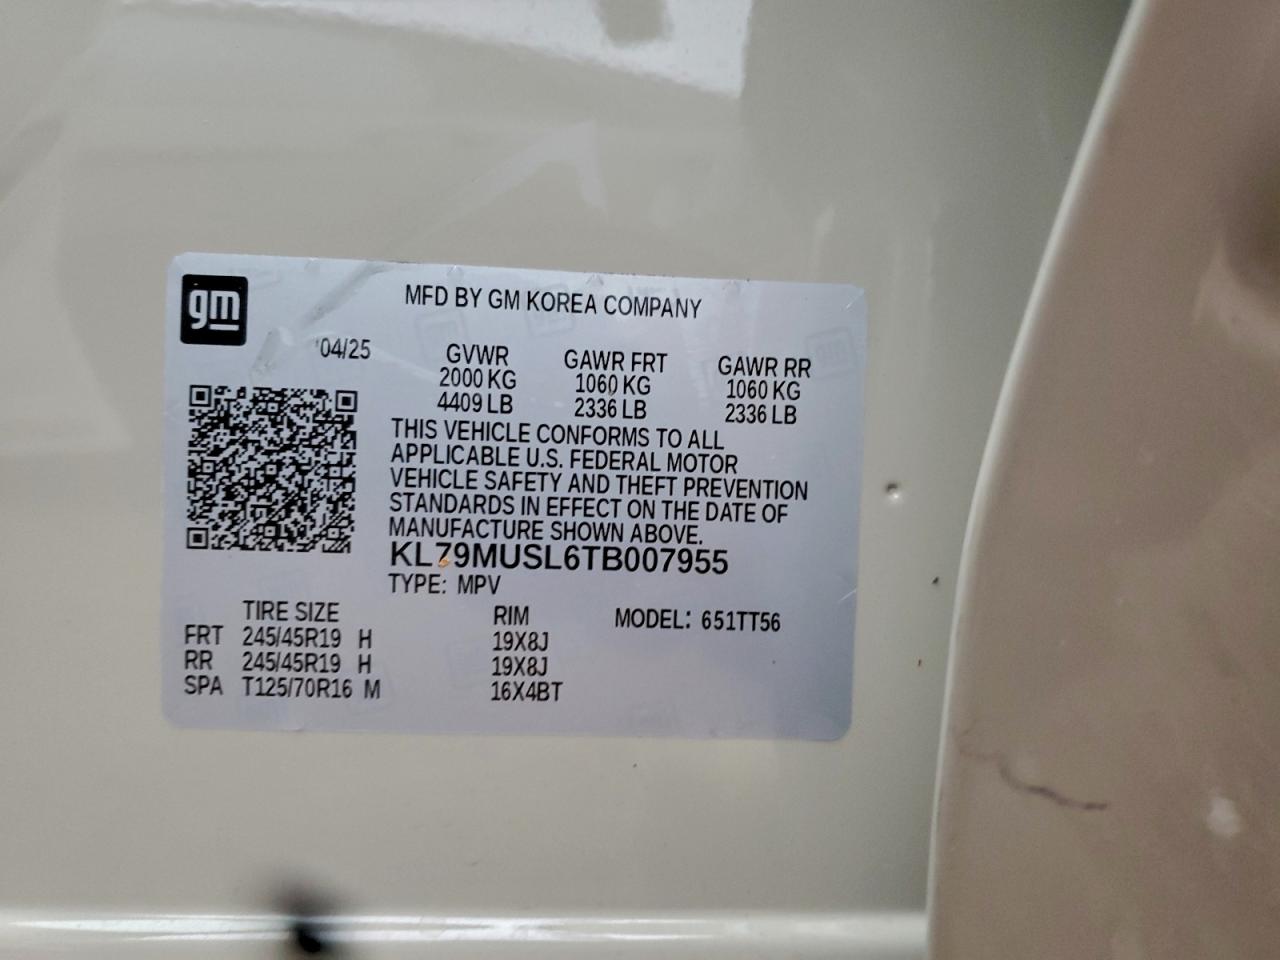 gm
MFD BY GM KOREA COMPANY
04/25
GVWR GAWR FRT GAWR RR
2000 KG 1060 KG 1060 KG
4409 LB 2336 LB 2336 LB
THIS VEHICLE CONFORMS TO ALL
APPLICABLE U.S. FEDERAL MOTOR
VEHICLE SAFETY AND THEFT PREVENTION
STANDARDS IN EFFECT ON THE DATE OF
MANUFACTURE SHOWN ABOVE.
KL79MUSL6TB007955
TYPE: MPV
TIRE SIZE RIM MODEL: 651TT56
FRT 245/45R19 H 19X8J
RR 245/45R19 H 19X8J
SPA T125/70R16 M 16X4BT